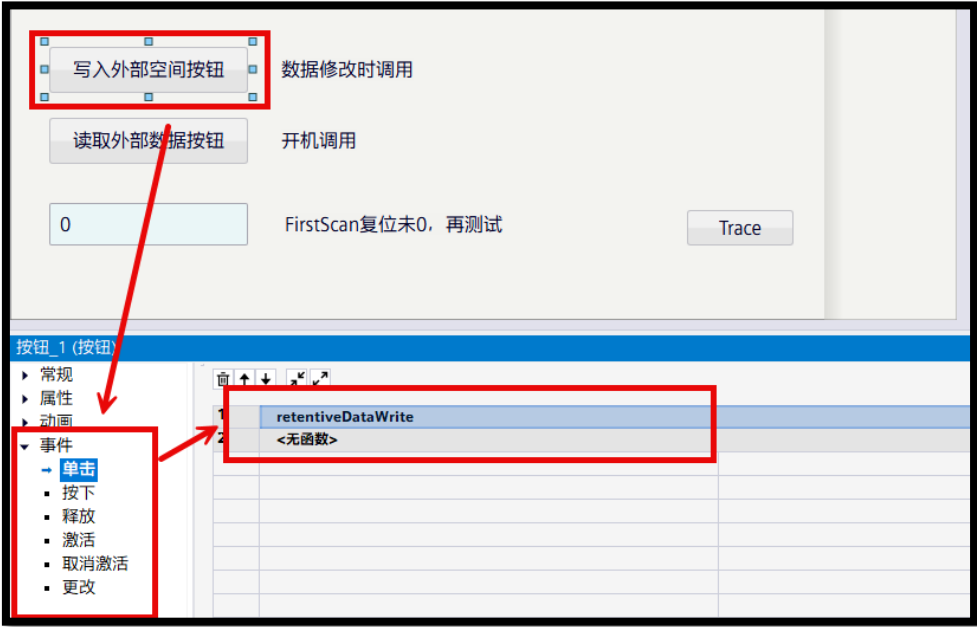 写入外部空间按钮 数据修改时调用
读取外部数据按钮 开机调用
0 FirstScan复位未0，再测试 Trace
按钮_1 (按钮)
常规
属性
动画
事件
单击
按下
释放
激活
取消激活
更改
1 retentiveDataWrite
2 <无函数>